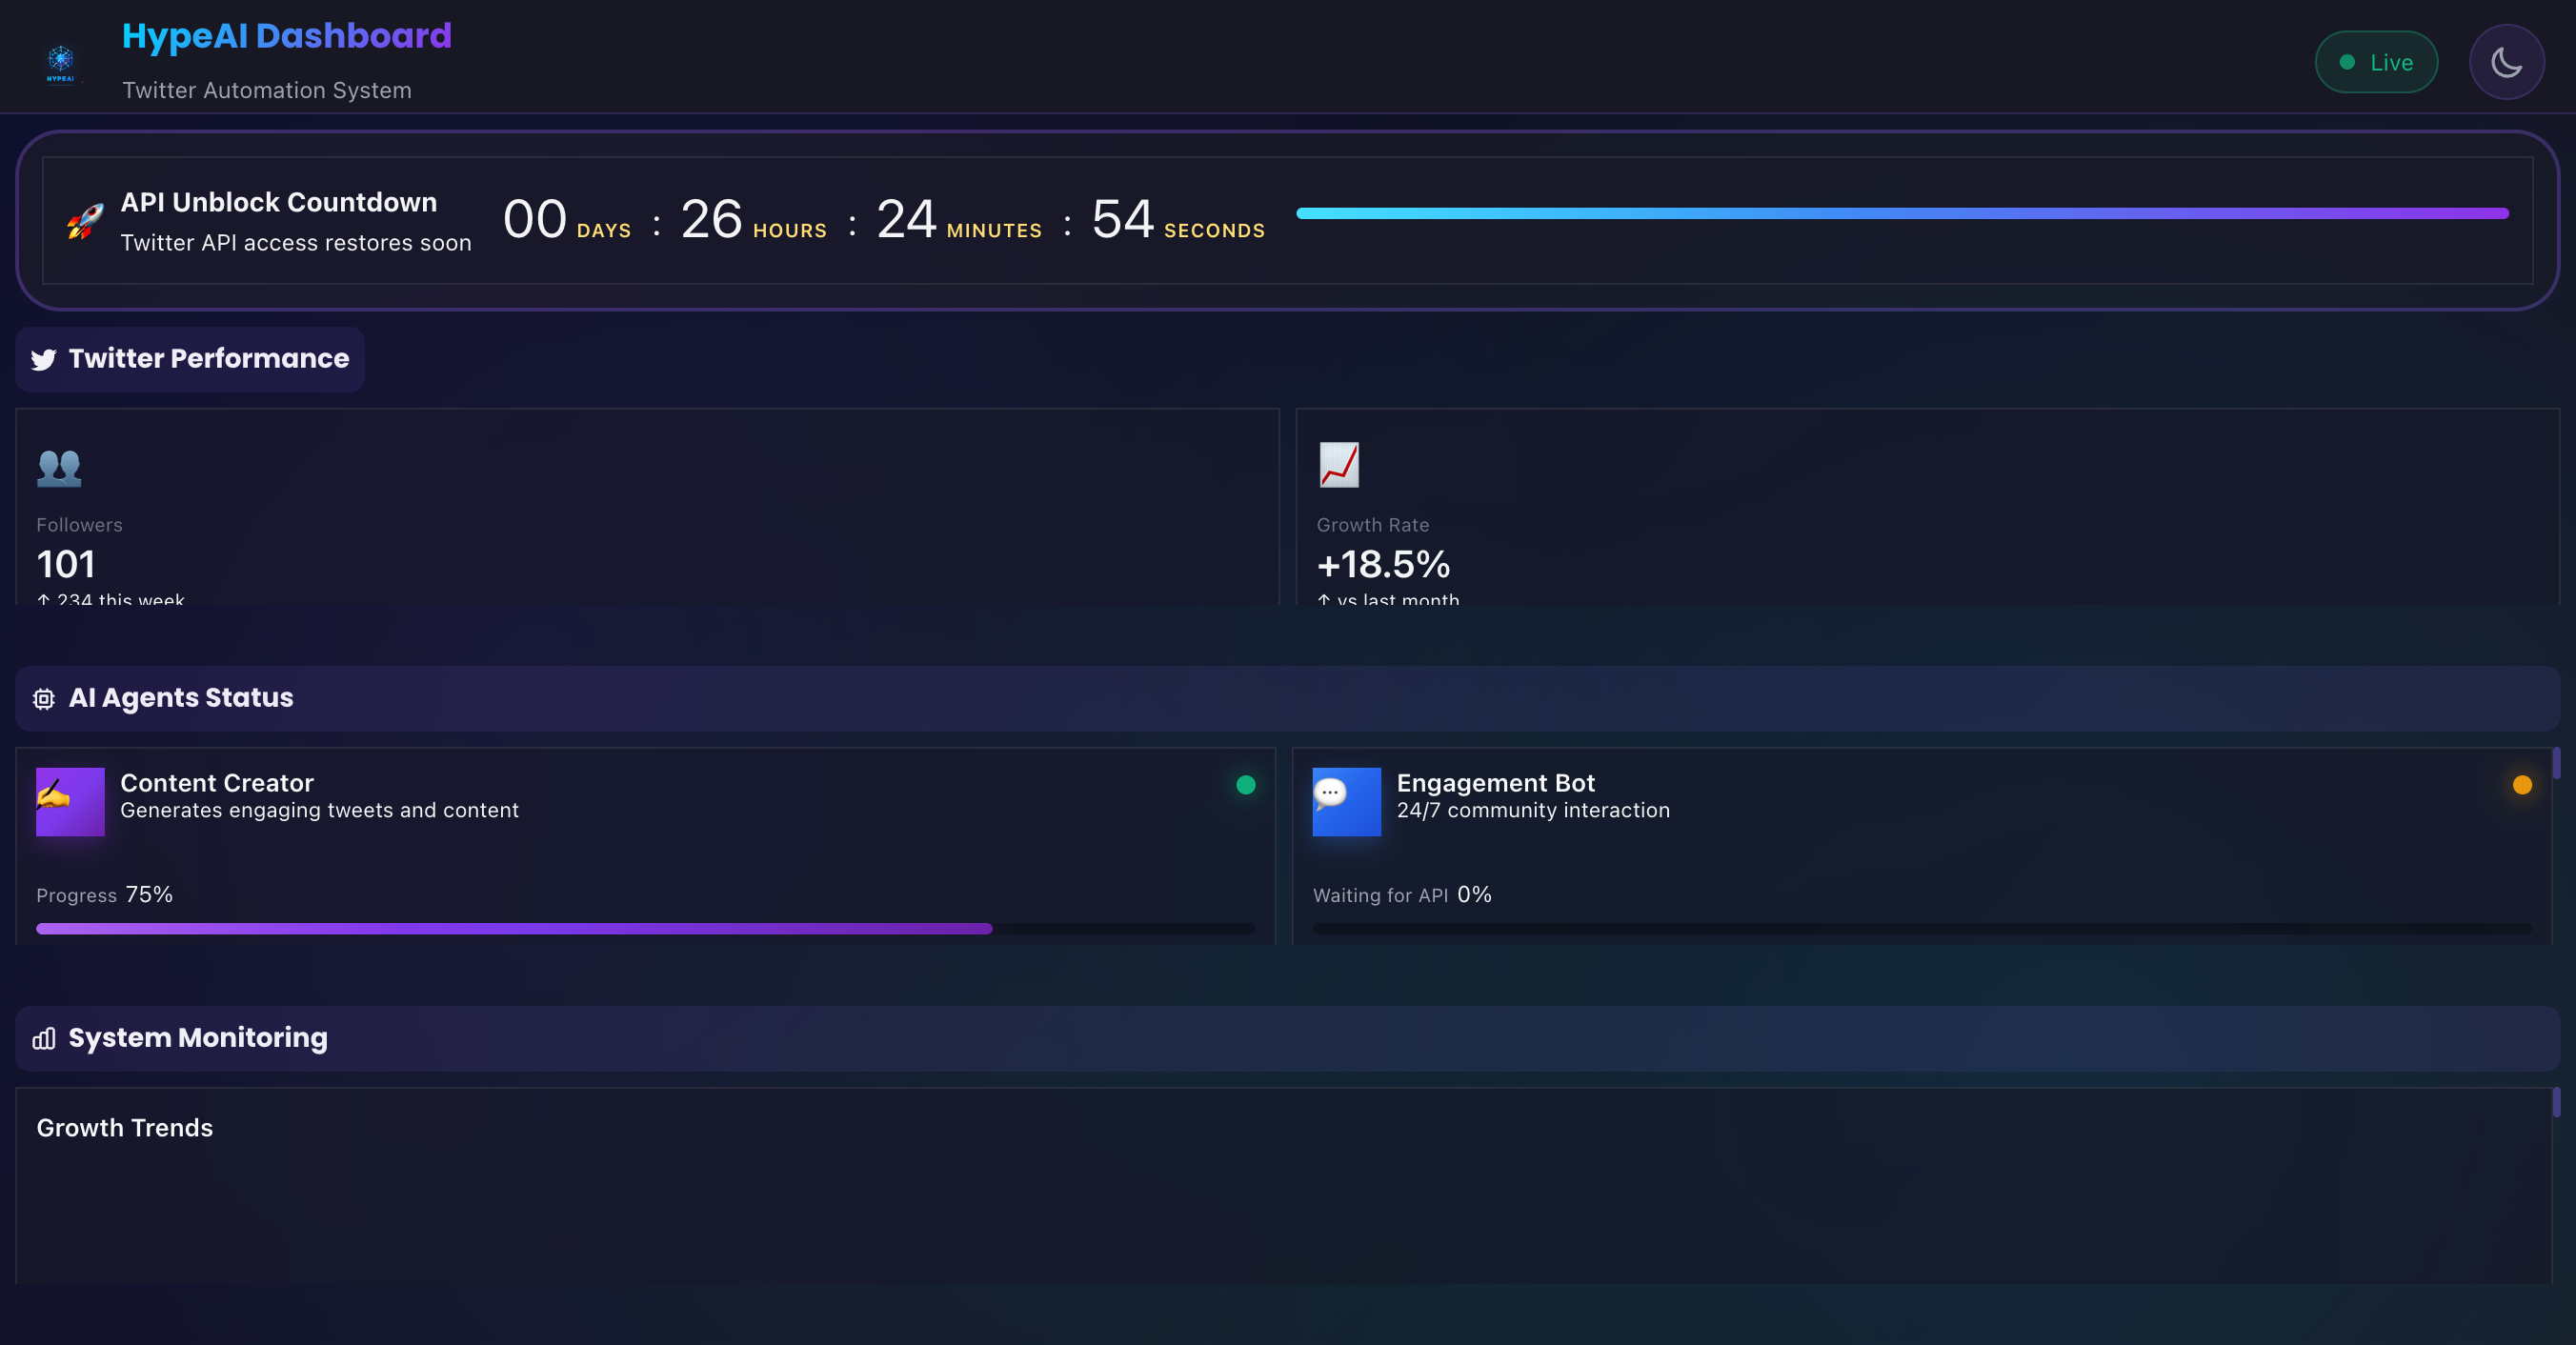 HYPEAI
HypeAI Dashboard
Twitter Automation System
Live
API Unblock Countdown
Twitter API access restores soon
00 DAYS : 26 HOURS : 24 MINUTES : 54 SECONDS
Twitter Performance
Followers
101
↑ 234 this week
Growth Rate
+18.5%
↑ vs last month
AI Agents Status
Content Creator
Generates engaging tweets and content
Progress 75%
Engagement Bot
24/7 community interaction
Waiting for API 0%
System Monitoring
Growth Trends